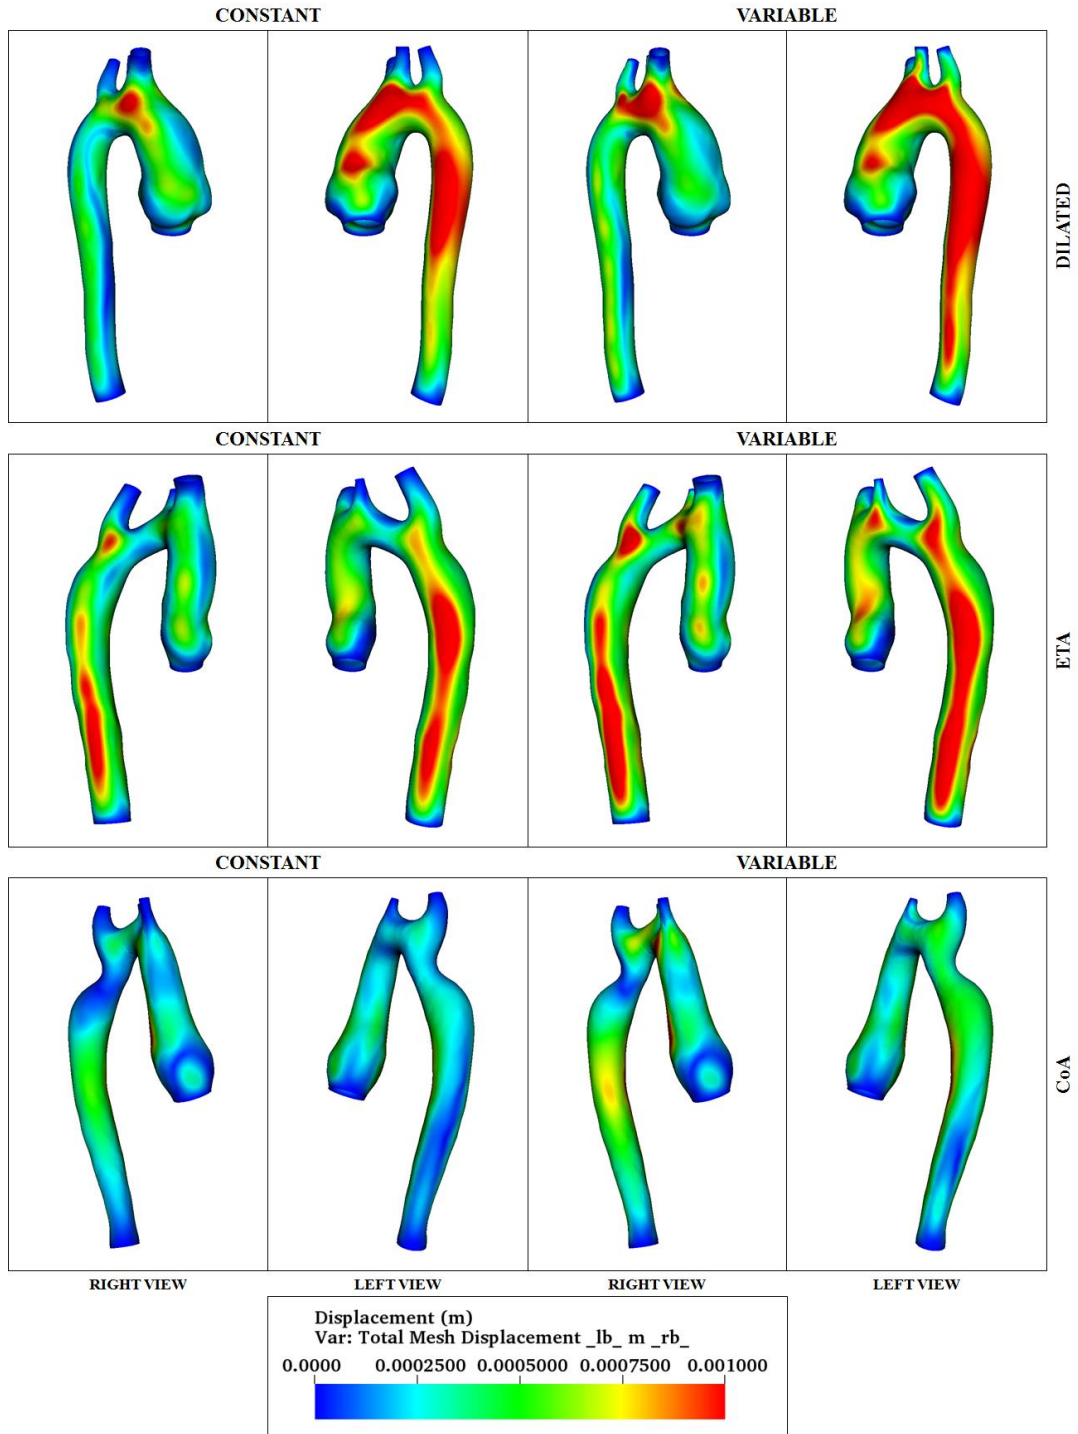 CONSTANT VARIABLE
DILATED
CONSTANT VARIABLE
ETA
CONSTANT VARIABLE
CoA
RIGHT VIEW LEFT VIEW RIGHT VIEW LEFT VIEW
Displacement (m)
Var: Total Mesh Displacement _lb_ m _rb_
0.0000 0.0002500 0.0005000 0.0007500 0.001000